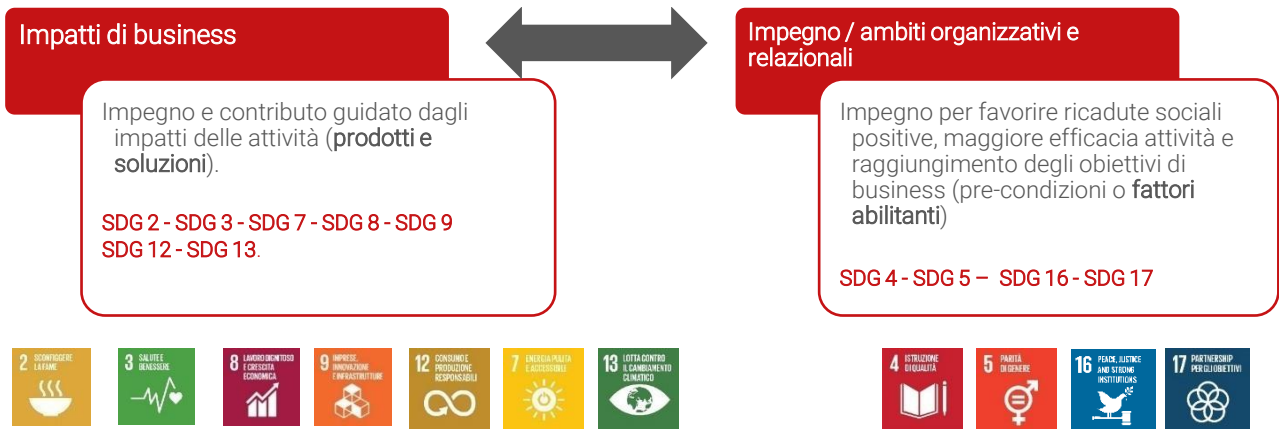 Impatti di business
Impegno e contributo guidato dagli
impatti delle attività (prodotti e
soluzioni).
SDG 2 - SDG 3 - SDG 7 - SDG 8 - SDG 9
SDG 12 - SDG 13.
Impegno / ambiti organizzativi e
relazionali
Impegno per favorire ricadute sociali
positive, maggiore efficacia attività e
raggiungimento degli obiettivi di
business (pre-condizioni o fattori
abilitanti)
SDG 4 - SDG 5 – SDG 16 - SDG 17
2 SCONFIGGERE
LA FAME
3 SALUTE E
BENESSERE
8 LAVORO DIGNITOSO
E CRESCITA
ECONOMICA
9 IMPRESE,
INNOVAZIONE
E INFRASTRUTTURE
12 CONSUMO E
PRODUZIONE
RESPONSABILI
7 ENERGIA PULITA
E ACCESSIBILE
13 LOTTA CONTRO
IL CAMBIAMENTO
CLIMATICO
4 ISTRUZIONE
DI QUALITÀ
5 PARITÀ
DI GENERE
16 PEACE, JUSTICE
AND STRONG
INSTITUTIONS
17 PARTNERSHIP
PER GLI OBIETTIVI